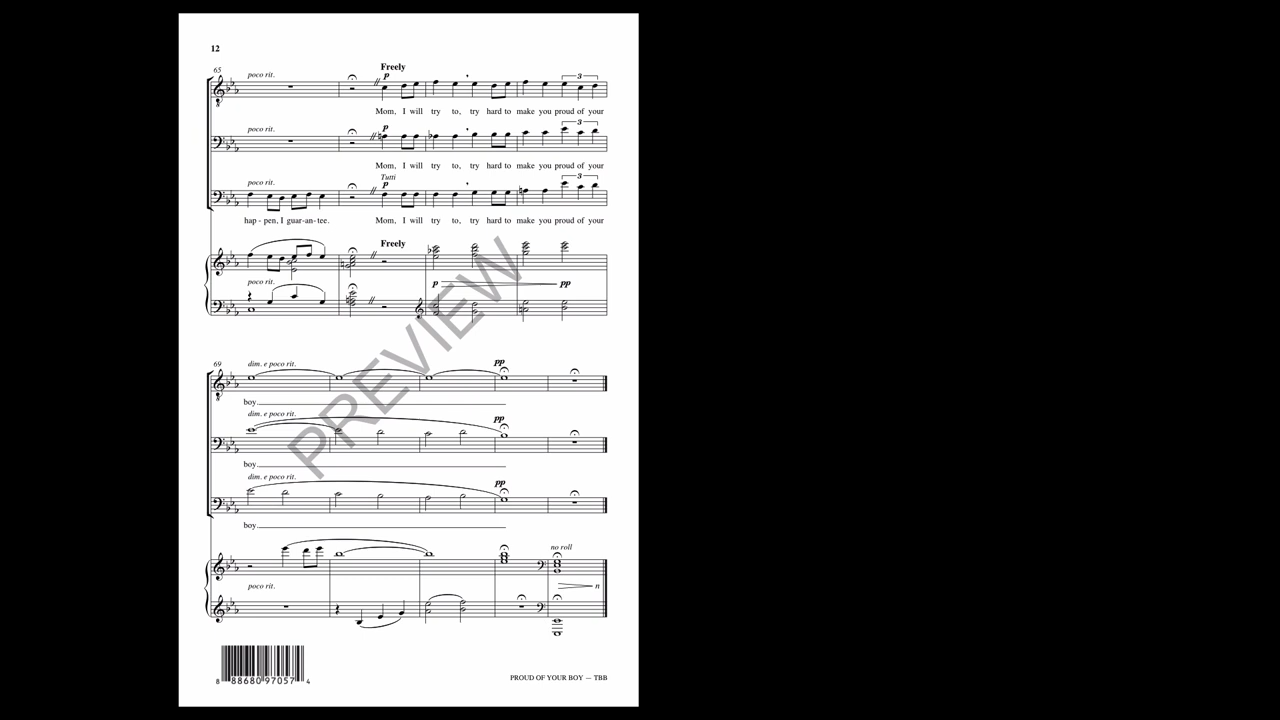 12
65
poco rit.
Freely
p
3
Mom, I will try to, try hard to make you proud of your
poco rit.
p
3
Mom, I will try to, try hard to make you proud of your
poco rit.
Tutti
p
3
hap - pen, I guar-an-tee. Mom, I will try to, try hard to make you proud of your
Freely
poco rit.
p
pp
PREVIEW
69
dim. e poco rit.
pp
boy.
dim. e poco rit.
pp
boy.
dim. e poco rit.
pp
boy.
no roll
poco rit.
n
8 88680 97057 4
PROUD OF YOUR BOY — TBB